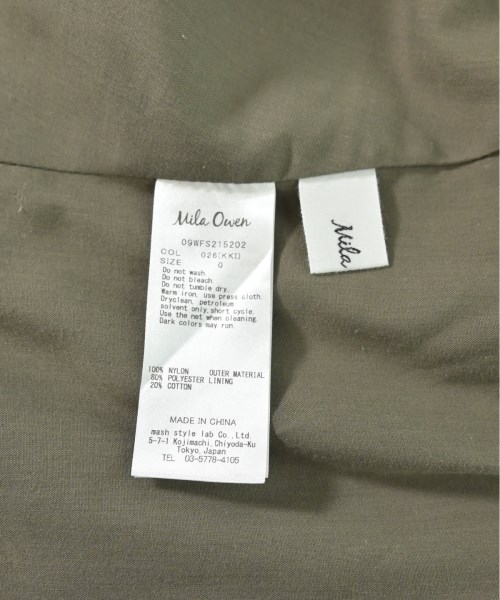 Mila Owen
09WFS215202
COL 026[KKI]
SIZE 0
Do not wash.
Do not bleach.
Do not tumble dry.
Warm iron, use press cloth.
Dryclean, petroleum
solvent only,short cycle.
Use the net when cleaning.
Dark colors may run.
100% NYLON OUTER MATERIAL
80% POLYESTER LINING
20% COTTON
MADE IN CHINA
mash style lab Co.,Ltd.
5-7-1 Kojimachi,Chiyoda-Ku
Tokyo,Japan
TEL 03-5778-4105
Mila